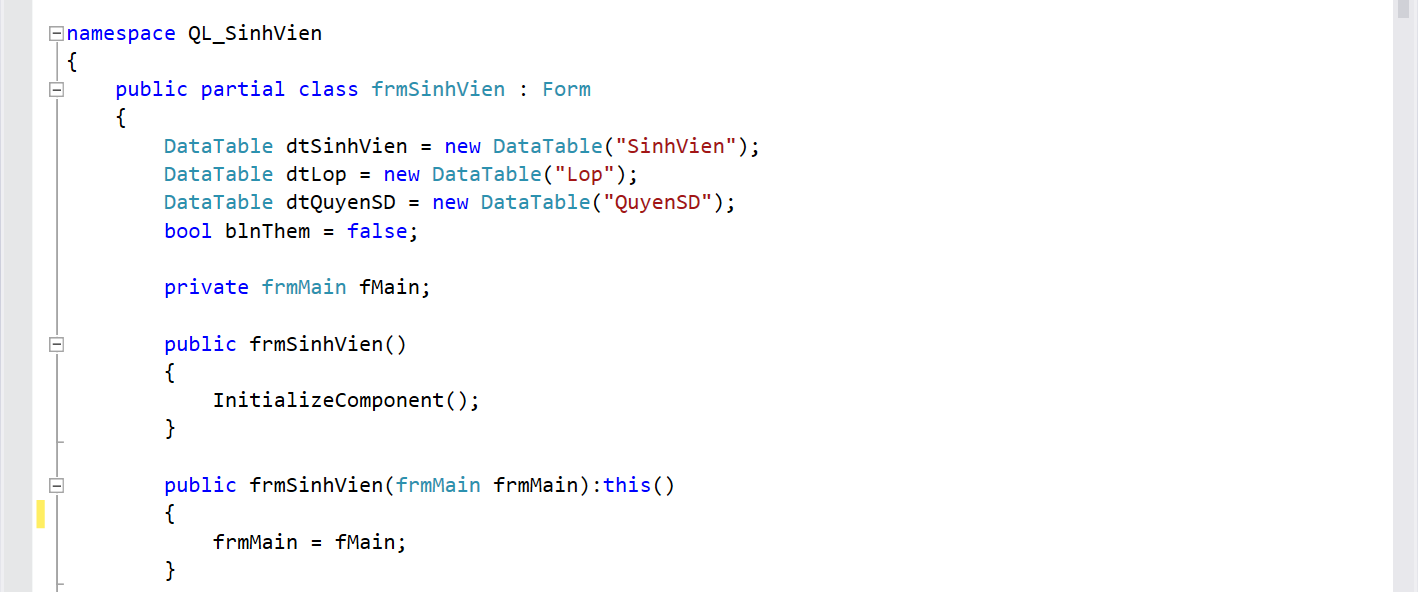 namespace QL_SinhVien
{
public partial class frmSinhVien : Form
{
DataTable dtSinhVien = new DataTable("SinhVien");
DataTable dtLop = new DataTable("Lop");
DataTable dtQuyenSD = new DataTable("QuyenSD");
bool blnThem = false;
private frmMain fMain;
public frmSinhVien()
{
InitializeComponent();
}
public frmSinhVien(frmMain frmMain):this()
{
frmMain = fMain;
}